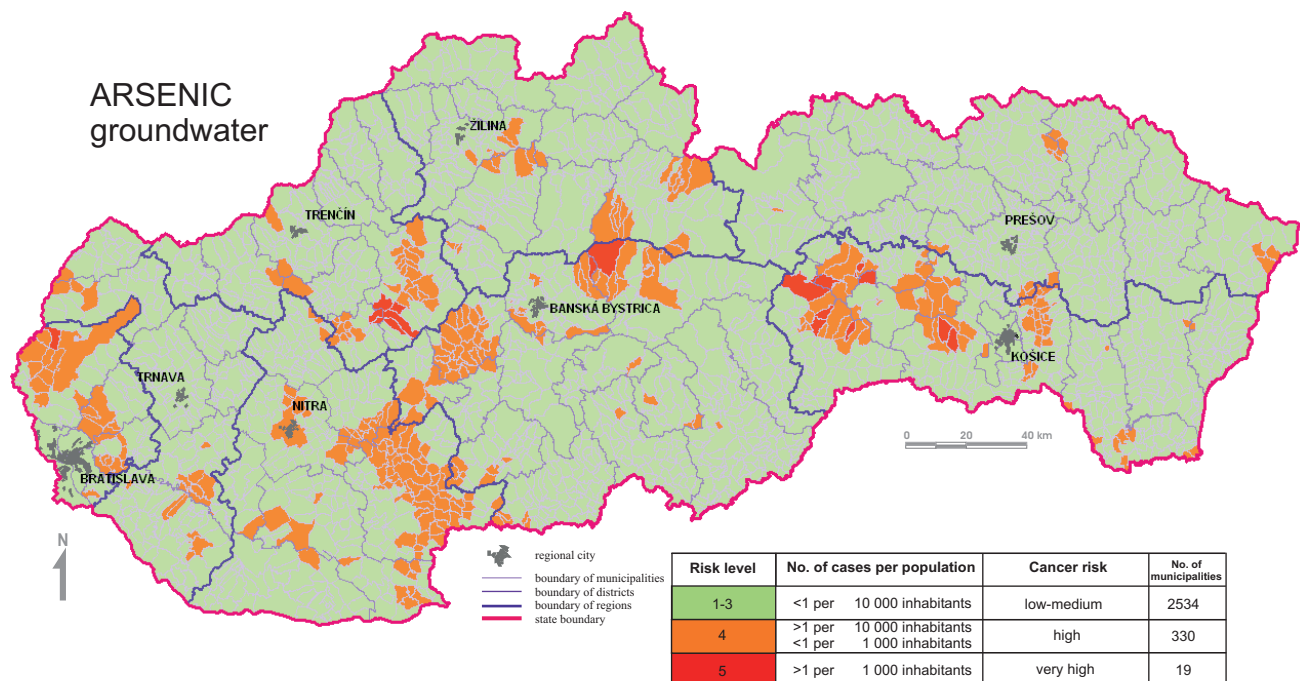 ARSENIC
groundwater
ŽILINA
TRENČÍN
PREŠOV
BANSKÁ BYSTRICA
KOŠICE
TRNAVA
NITRA
0 20 40 km
BRATISLAVA
N
regional city
boundary of municipalities
boundary of districts
boundary of regions
state boundary
Risk level No. of cases per population Cancer risk No. of municipalities
1-3 <1 per 10 000 inhabitants low-medium 2534
4 >1 per 10 000 inhabitants high 330
<1 per 1 000 inhabitants
5 >1 per 1 000 inhabitants very high 19